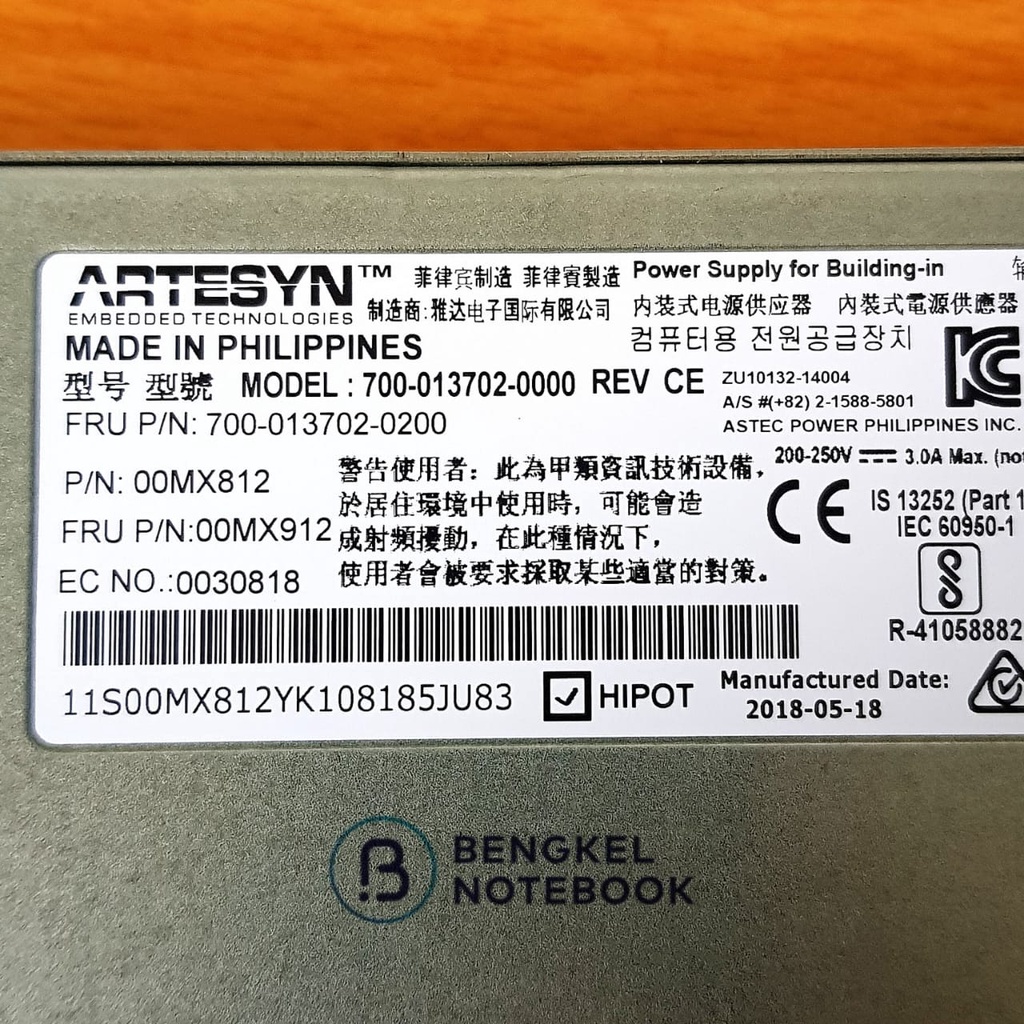 ARTESYN™
EMBEDDED TECHNOLOGIES
菲律宾制造 菲律賓製造
制造商:雅达电子国际有限公司
Power Supply for Building-in
内裝式电源供应器 內裝式電源供應器
컴퓨터용 전원공급장치
MADE IN PHILIPPINES
型号 型號 MODEL : 700-013702-0000 REV CE
FRU P/N: 700-013702-0200
ZU10132-14004
A/S #(+82) 2-1588-5801
ASTEC POWER PHILIPPINES INC.
P/N: 00MX812
FRU P/N:00MX912
EC NO.:0030818
警告使用者：此為甲類資訊技術設備，
於居住環境中使用時，可能會造
成射頻擾動，在此種情況下，
使用者會被要求採取某些適當的對策。
200-250V 3.0A Max. (not
CE
IS 13252 (Part 1
IEC 60950-1
R-41058882
11S00MX812YK108185JU83
HIPOT
Manufactured Date:
2018-05-18
BENGKEL
NOTEBOOK